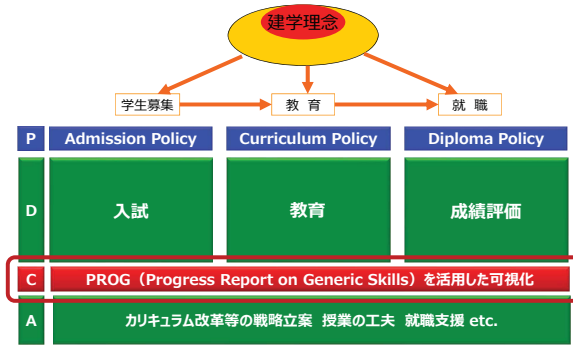 建学理念
学生募集
教 育
就 職
P
Admission Policy
Curriculum Policy
Diploma Policy
D
入試
教育
成績評価
C
PROG（Progress Report on Generic Skills）を活用した可視化
A
カリキュラム改革等の戦略立案 授業の工夫 就職支援 etc.